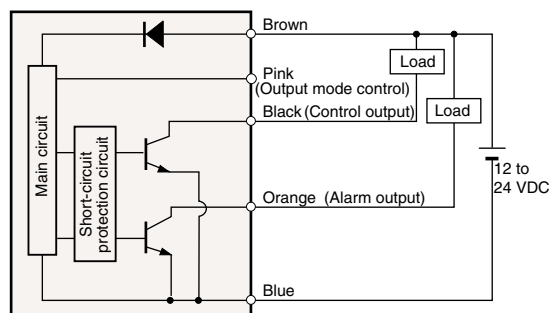 Brown
Load
Pink
(Output mode control)
Black (Control output)
Load
Main circuit
Short-circuit
protection circuit
12 to
24 VDC
Orange (Alarm output)
Blue